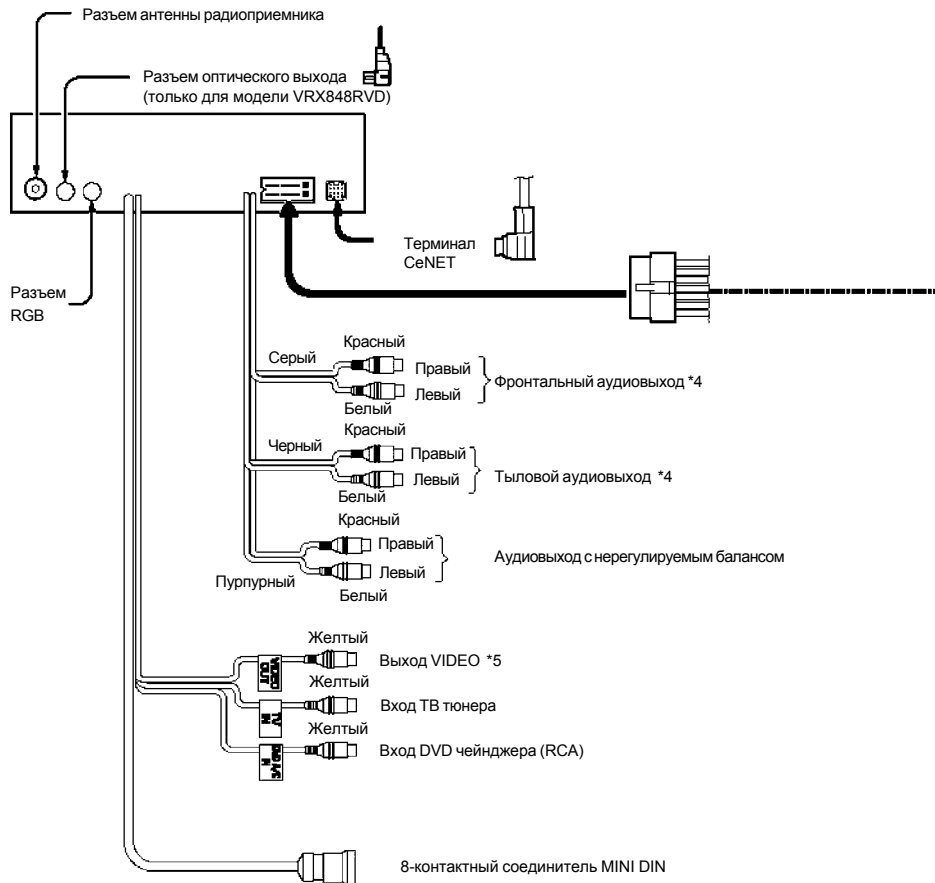 Разъем антенны радиоприемника
Разъем оптического выхода
(только для модели VRX848RVD)
Терминал
CeNET
Разъем
RGB
Красный
Серый
Правый
Левый
Фронтальный аудиовыход *4
Белый
Красный
Черный
Правый
Левый
Тыловой аудиовыход *4
Белый
Красный
Правый
Левый
Аудиовыход с нерегулируемым балансом
Пурпурный
Белый
Желтый
VIDEO
OUT
Выход VIDEO *5
Желтый
TV
IN
Вход ТВ тюнера
Желтый
Вход DVD чейнджера (RCA)
8-контактный соединитель MINI DIN